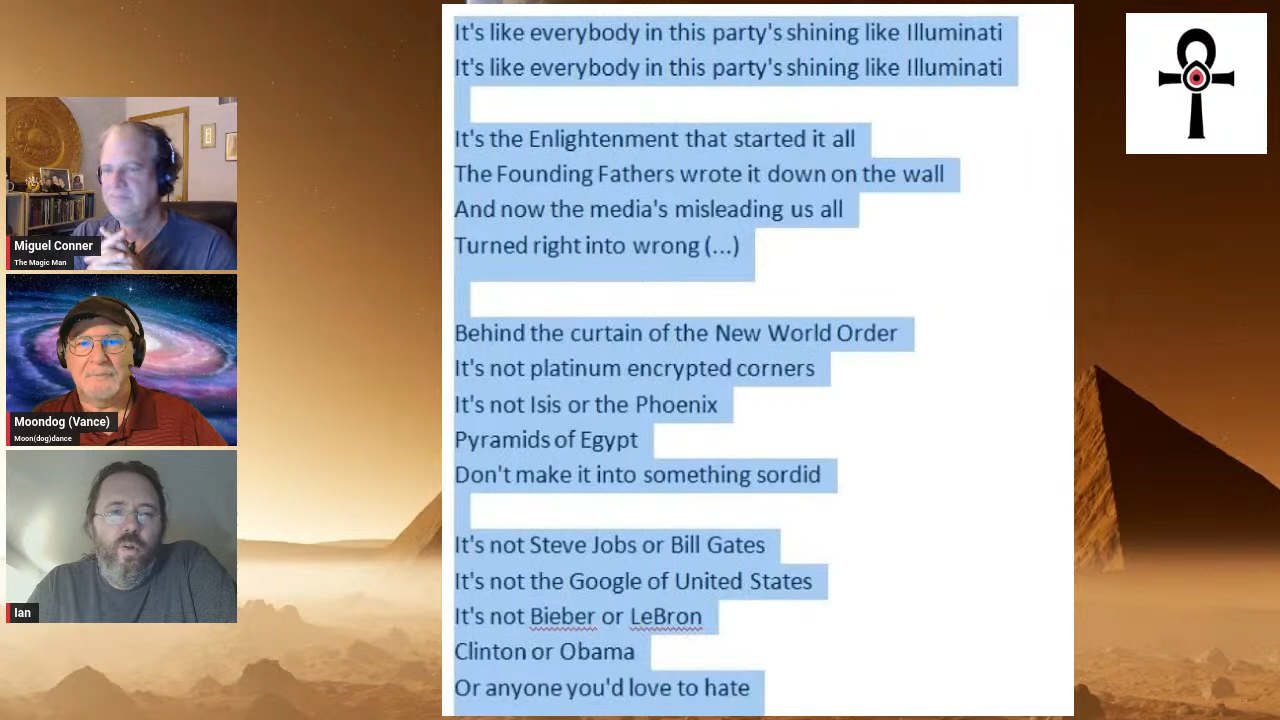 It's like everybody in this party's shining like Illuminati
It's like everybody in this party's shining like Illuminati
It's the Enlightenment that started it all
The Founding Fathers wrote it down on the wall
And now the media's misleading us all
Turned right into wrong (...)
Behind the curtain of the New World Order
It's not platinum encrypted corners
It's not Isis or the Phoenix
Pyramids of Egypt
Don't make it into something sordid
It's not Steve Jobs or Bill Gates
It's not the Google of United States
It's not Bieber or LeBron
Clinton or Obama
Or anyone you'd love to hate
Miguel Conner
The Magic Man
Moondog (Vance)
Moon(dog)dance
Ian